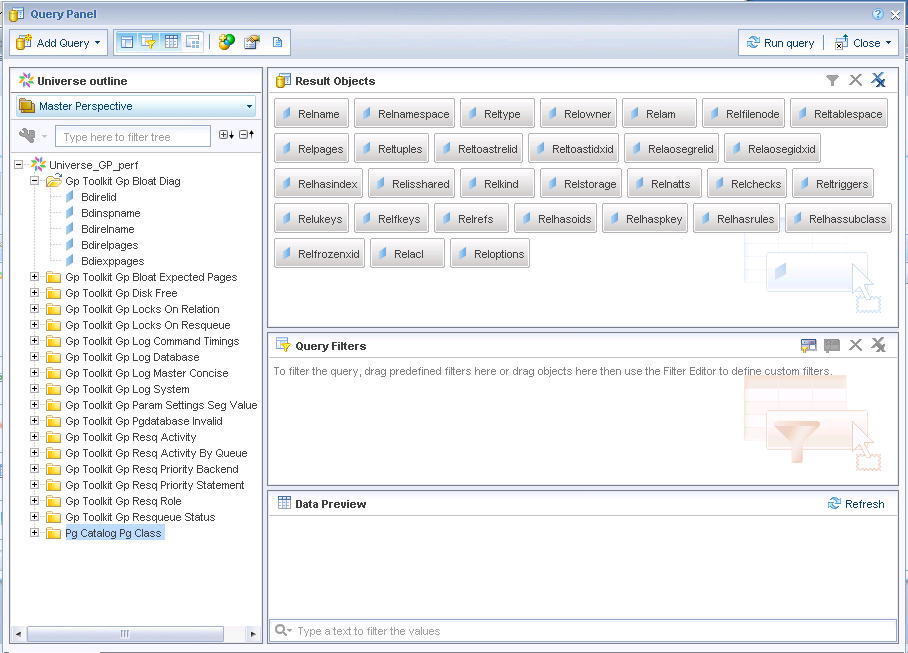 Query Panel
Add Query
Run query
Close
Universe outline
Master Perspective
Type here to filter tree
Universe_GP_perf
Gp Toolkit Gp Bloat Diag
Bdirelid
Bdinspname
Bdirelname
Bdirelpages
Bdiexppages
Gp Toolkit Gp Bloat Expected Pages
Gp Toolkit Gp Disk Free
Gp Toolkit Gp Locks On Relation
Gp Toolkit Gp Locks On Resqueue
Gp Toolkit Gp Log Command Timings
Gp Toolkit Gp Log Database
Gp Toolkit Gp Log Master Concise
Gp Toolkit Gp Log System
Gp Toolkit Gp Param Settings Seg Value
Gp Toolkit Gp Pgdatabase Invalid
Gp Toolkit Gp Resq Activity
Gp Toolkit Gp Resq Activity By Queue
Gp Toolkit Gp Resq Priority Backend
Gp Toolkit Gp Resq Priority Statement
Gp Toolkit Gp Resq Role
Gp Toolkit Gp Resqueue Status
Pg Catalog Pg Class
Result Objects
Relname Relnamespace Reltype Relowner Relam Relfilenode Reltablespace
Relpages Reltuples Reltoastrelid Reltoastidxid Relaosegrelid Relaosegidxid
Relhasindex Relisshared Relkind Relstorage Relnatts Relchecks Reltriggers
Relukeys Relfkeys Relrefs Relhasoids Relhaspkey Relhasrules Relhassubclass
Relfrozenxid Relacl Reloptions
Query Filters
To filter the query, drag predefined filters here or drag objects here then use the Filter Editor to define custom filters.
Data Preview
Refresh
Type a text to filter the values